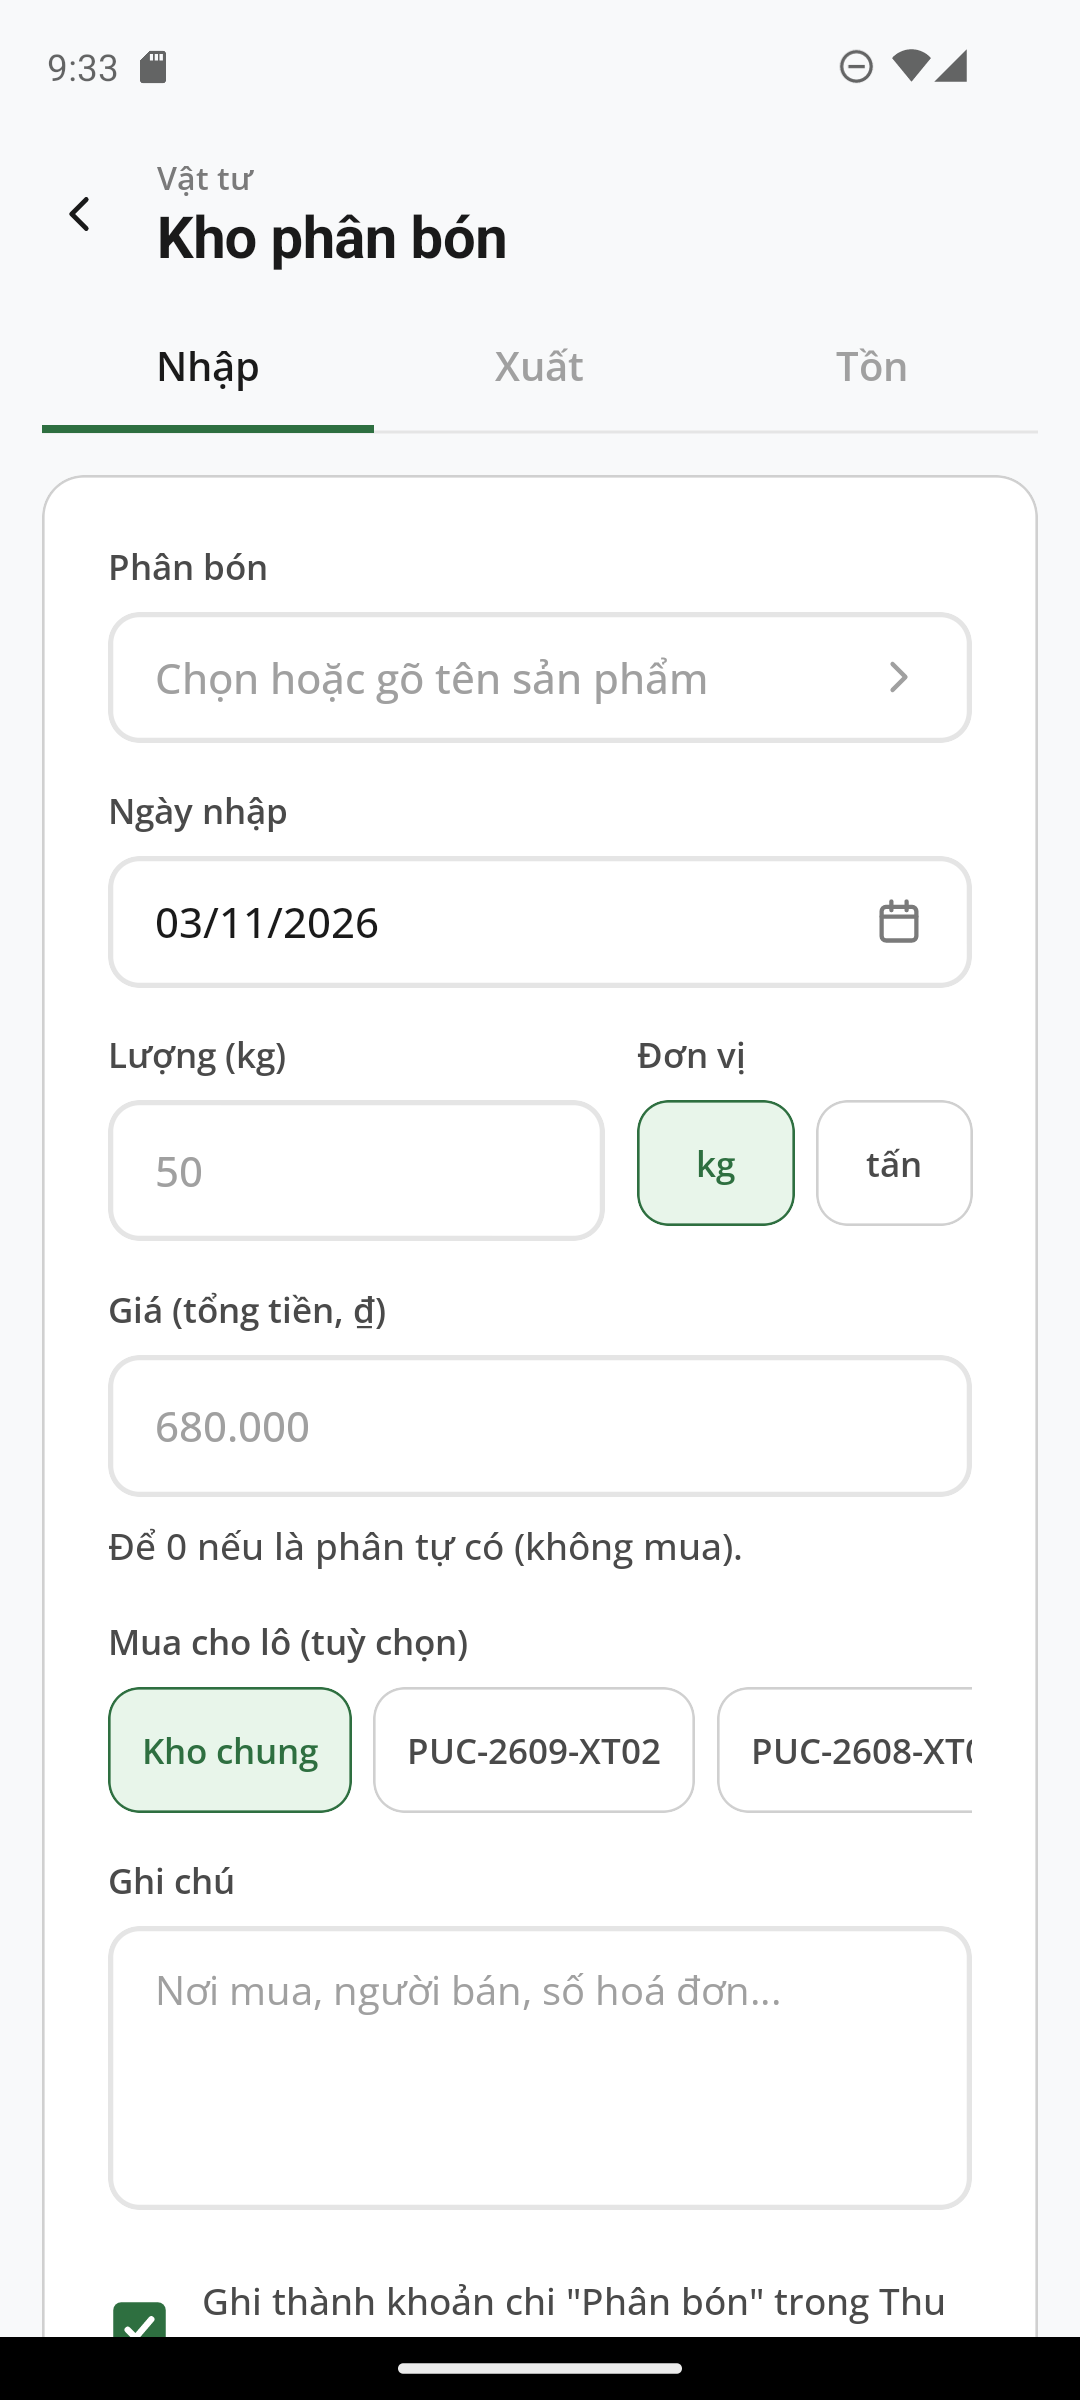 9:33
Vật tư
Kho phân bón
Nhập Xuất Tồn
Phân bón
Chọn hoặc gõ tên sản phẩm
Ngày nhập
03/11/2026
Lượng (kg) Đơn vị
50 kg tấn
Giá (tổng tiền, ₫)
680.000
Để 0 nếu là phân tự có (không mua).
Mua cho lô (tuỳ chọn)
Kho chung PUC-2609-XT02 PUC-2608-XT
Ghi chú
Nơi mua, người bán, số hoá đơn...
Ghi thành khoản chi "Phân bón" trong Thu